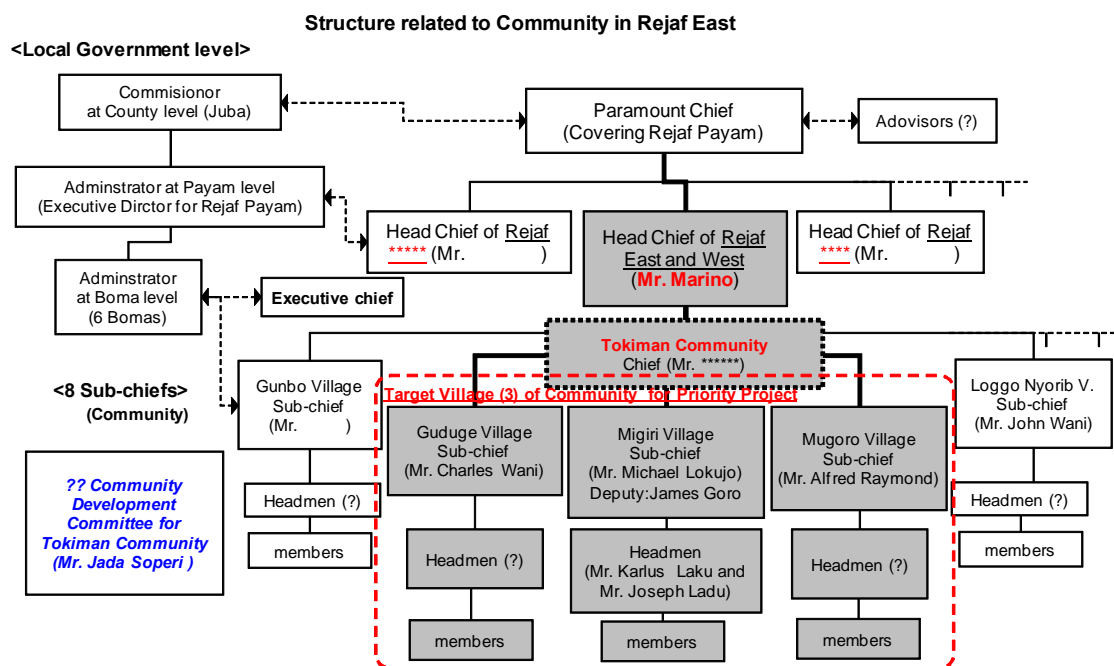 Structure related to Community in Rejaf East
<Local Government level>
Commisionor
at County level (Juba)
Paramount Chief
(Covering Rejaf Payam)
Adovisors (?)
Adminstrator at Payam level
(Executive Dirctor for Rejaf Payam)
Head Chief of Rejaf
***** (Mr.        )
Head Chief of Rejaf
East and West
(Mr. Marino)
Head Chief of Rejaf
**** (Mr.        )
Adminstrator
at Boma level
(6 Bomas)
Executive chief
Tokiman Community
Chief (Mr. ******)
<8 Sub-chiefs>
(Community)
Gunbo Village
Sub-chief
(Mr.        )
Target Village (3) of Community for Priority Project
Guduge Village
Sub-chief
(Mr. Charles Wani)
Migiri Village
Sub-chief
(Mr. Michael Lokujo)
Deputy:James Goro
Mugoro Village
Sub-chief
(Mr. Alfred Raymond)
Loggo Nyorib V.
Sub-chief
(Mr. John Wani)
?? Community
Development
Committee for
Tokiman Community
(Mr. Jada Soperi )
Headmen (?)
members
Headmen (?)
members
Headmen
(Mr. Karlus Laku and
Mr. Joseph Ladu)
members
Headmen (?)
members
Headmen (?)
members